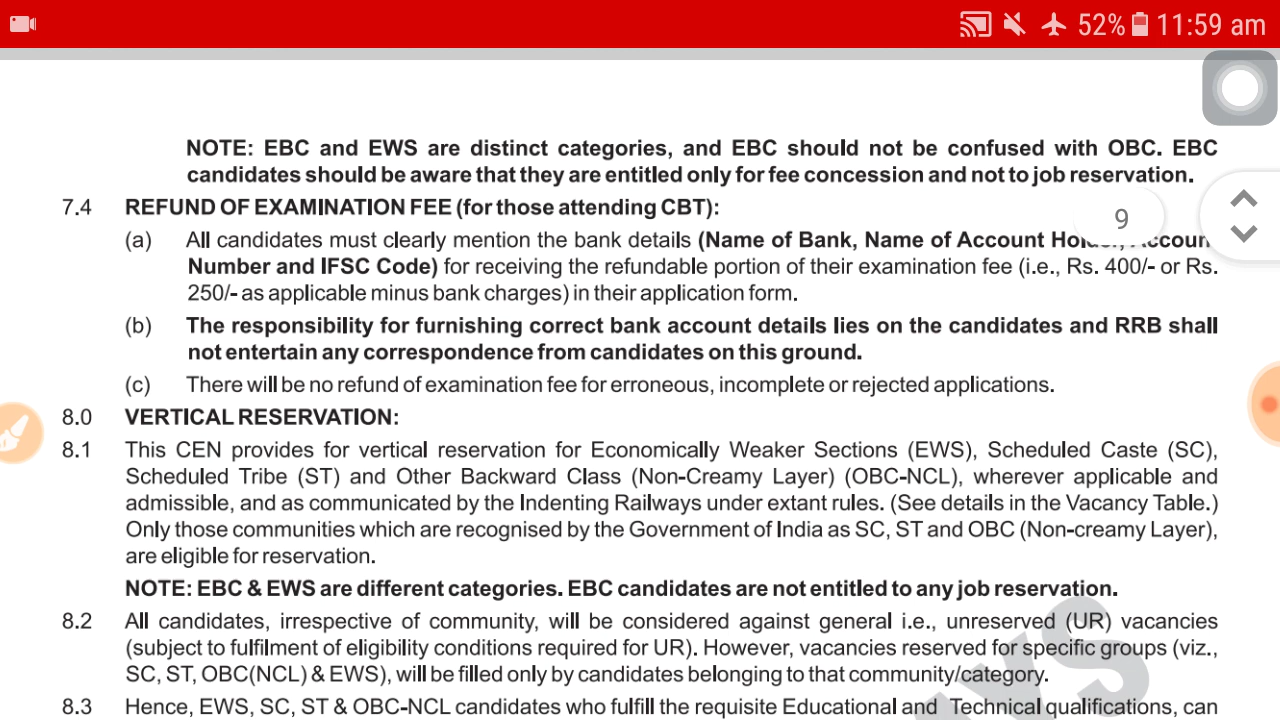 52% 11:59 am
NOTE: EBC and EWS are distinct categories, and EBC should not be confused with OBC. EBC
candidates should be aware that they are entitled only for fee concession and not to job reservation.
7.4 REFUND OF EXAMINATION FEE (for those attending CBT):
9
(a) All candidates must clearly mention the bank details (Name of Bank, Name of Account
Number and IFSC Code) for receiving the refundable portion of their examination fee (i.e., Rs. 400/- or Rs.
250/- as applicable minus bank charges) in their application form.
(b) The responsibility for furnishing correct bank account details lies on the candidates and RRB shall
not entertain any correspondence from candidates on this ground.
(c) There will be no refund of examination fee for erroneous, incomplete or rejected applications.
8.0 VERTICAL RESERVATION:
8.1 This CEN provides for vertical reservation for Economically Weaker Sections (EWS), Scheduled Caste (SC),
Scheduled Tribe (ST) and Other Backward Class (Non-Creamy Layer) (OBC-NCL), wherever applicable and
admissible, and as communicated by the Indenting Railways under extant rules. (See details in the Vacancy Table.)
Only those communities which are recognised by the Government of India as SC, ST and OBC (Non-creamy Layer),
are eligible for reservation.
NOTE: EBC & EWS are different categories. EBC candidates are not entitled to any job reservation.
8.2 All candidates, irrespective of community, will be considered against general i.e., unreserved (UR) vacancies
(subject to fulfilment of eligibility conditions required for UR). However, vacancies reserved for specific groups (viz.,
SC, ST, OBC(NCL) & EWS), will be filled only by candidates belonging to that community/category.
8.3 Hence, EWS, SC, ST & OBC-NCL candidates who fulfill the requisite Educational and Technical qualifications, can